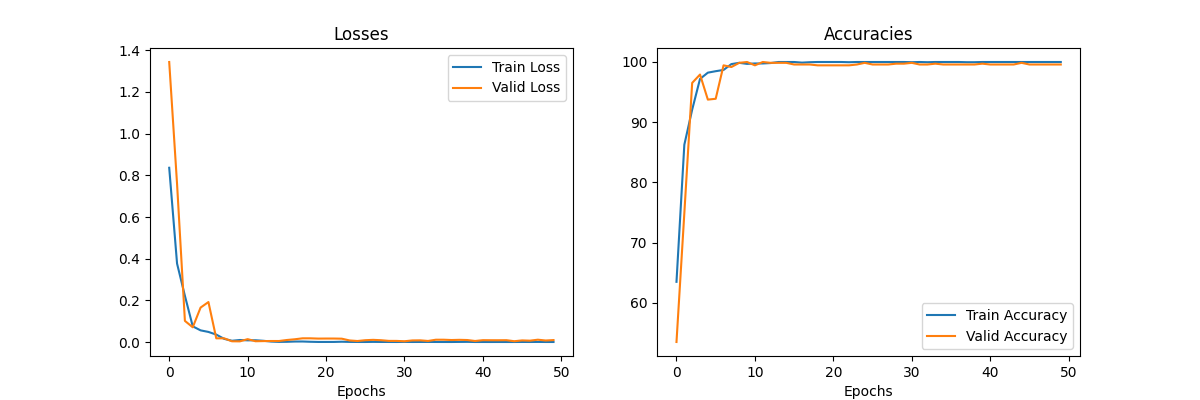 Losses
1.4
1.2
1.0
0.8
0.6
0.4
0.2
0.0
Train Loss
Valid Loss
0 10 20 30 40 50
Epochs
Accuracies
100
90
80
70
60
Train Accuracy
Valid Accuracy
0 10 20 30 40 50
Epochs